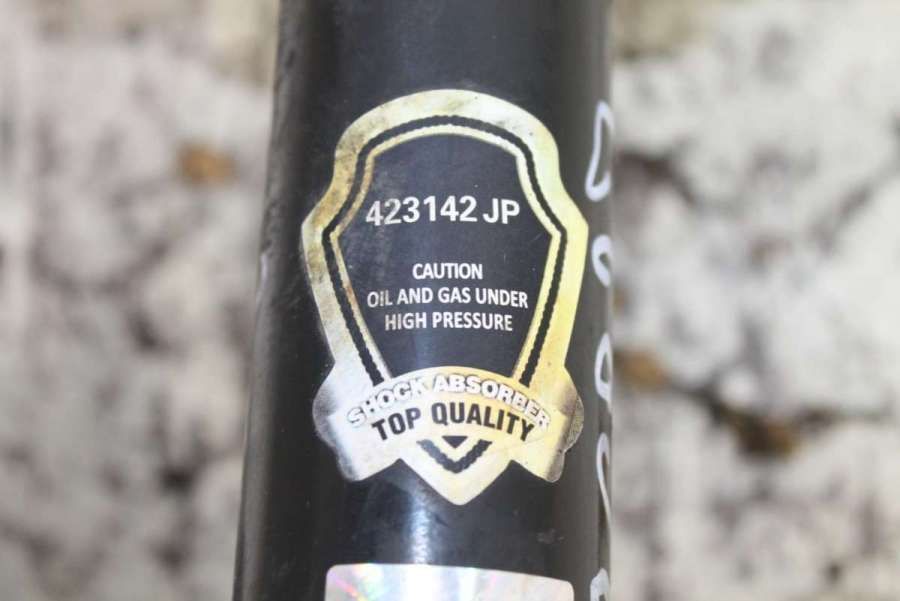 423142 JP
CAUTION
OIL AND GAS UNDER
HIGH PRESSURE
SHOCK ABSORBER
TOP QUALITY